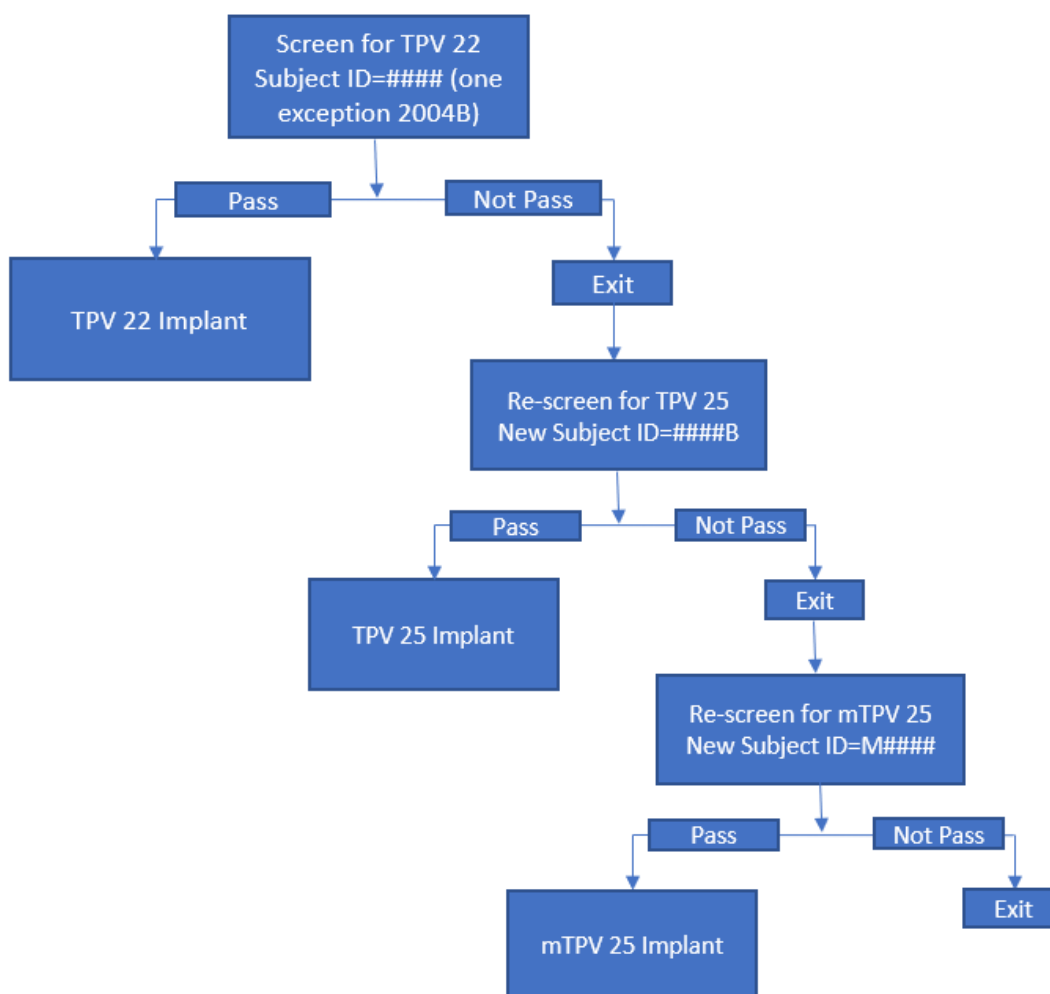 Screen for TPV 22
Subject ID=#### (one
exception 2004B)
Pass
Not Pass
TPV 22 Implant
Exit
Re-screen for TPV 25
New Subject ID=####B
Pass
Not Pass
TPV 25 Implant
Exit
Re-screen for mTPV 25
New Subject ID=M####
Pass
Not Pass
mTPV 25 Implant
Exit